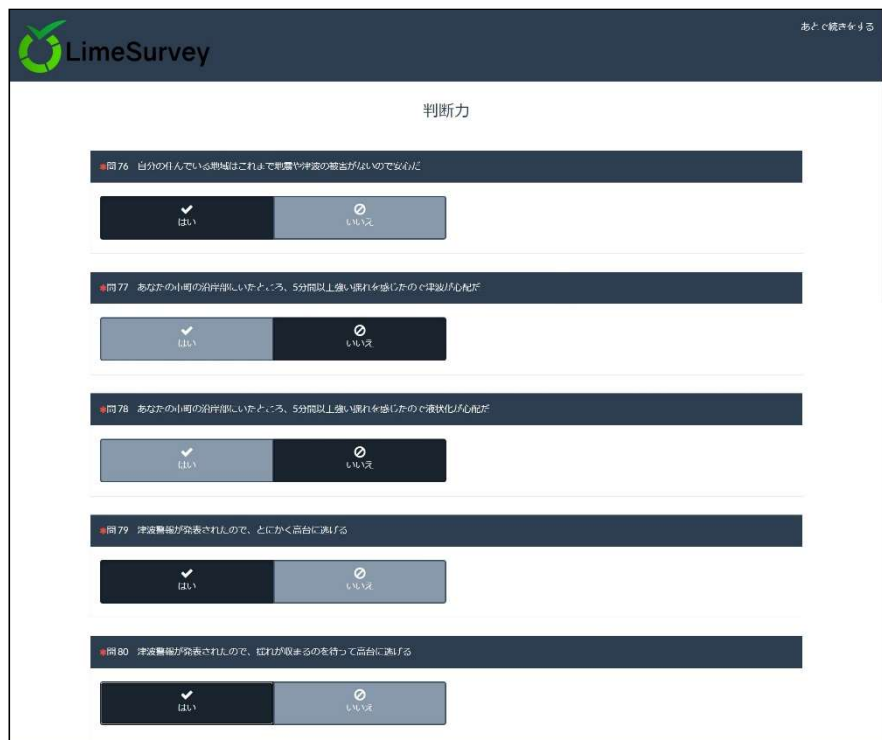 あとで続きをする
LimeSurvey
判断力
*問76 自分の住んでいる地域はこれまで地震や津波の被害がないので安心だ
はい
いいえ
*問77 あなたの市町の沿岸部にいたところ、5分間以上強い揺れを感じたので津波が心配だ
はい
いいえ
*問78 あなたの市町の沿岸部にいたところ、5分間以上強い揺れを感じたので液状化が心配だ
はい
いいえ
*問79 津波警報が発表されたので、とにかく高台に逃げる
はい
いいえ
*問80 津波警報が発表されたので、揺れが収まるのを待って高台に逃げる
はい
いいえ